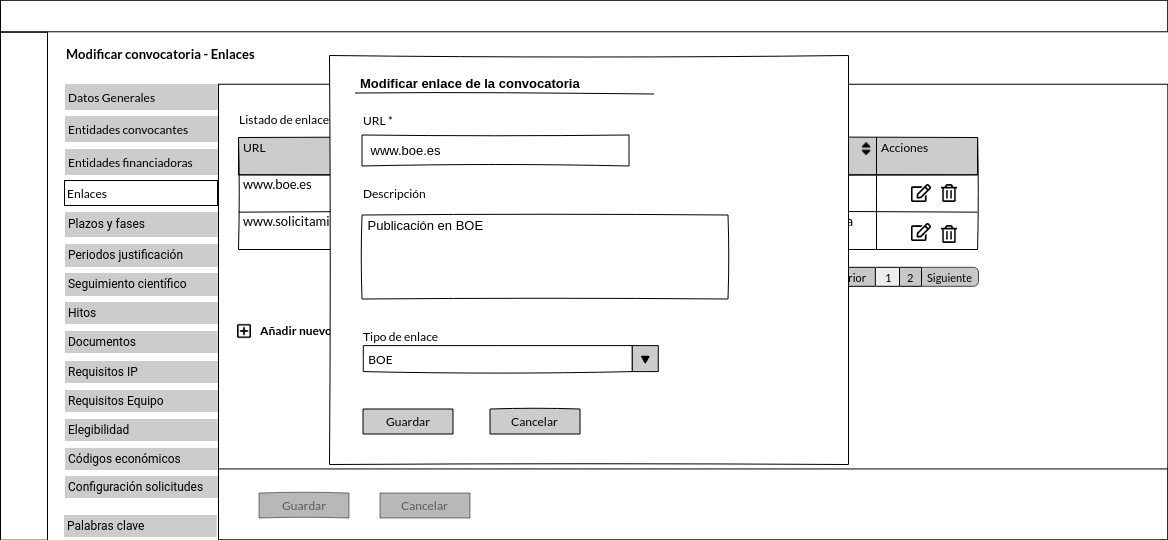 Modificar convocatoria - Enlaces
Datos Generales
Entidades convocantes
Entidades financiadoras
Enlaces
Plazos y fases
Periodos justificación
Seguimiento científico
Hitos
Documentos
Requisitos IP
Requisitos Equipo
Elegibilidad
Códigos económicos
Configuración solicitudes
Palabras clave
Listado de enlace
URL
Acciones
www.boe.es
www.solicitami
a
rior 1 2 Siguiente
Añadir nuevo
Modificar enlace de la convocatoria
URL *
www.boe.es
Descripción
Publicación en BOE
Tipo de enlace
BOE
Guardar Cancelar
Guardar Cancelar